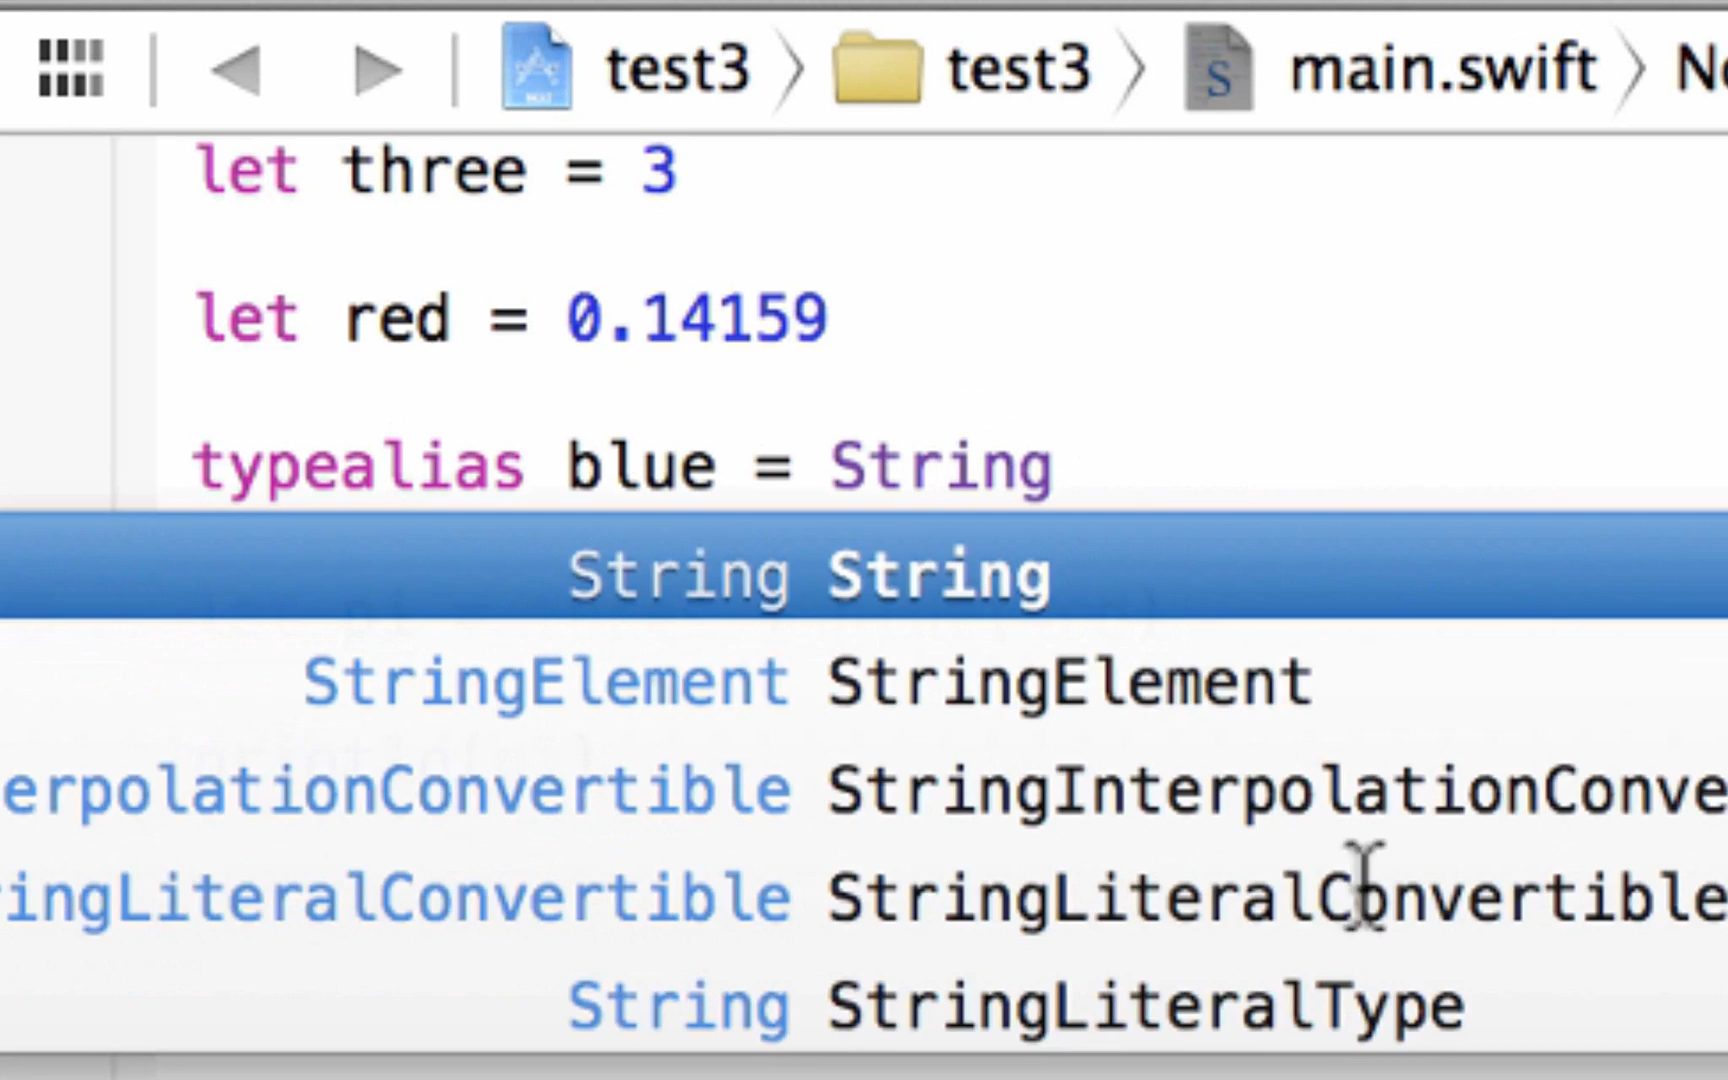 test3 test3 main.swift
let three = 3
let red = 0.14159
typealias blue = String
String String
StringElement StringElement
erpolationConvertible StringInterpolationConve
ingLiteralConvertible StringLiteralConvertible
String StringLiteralType